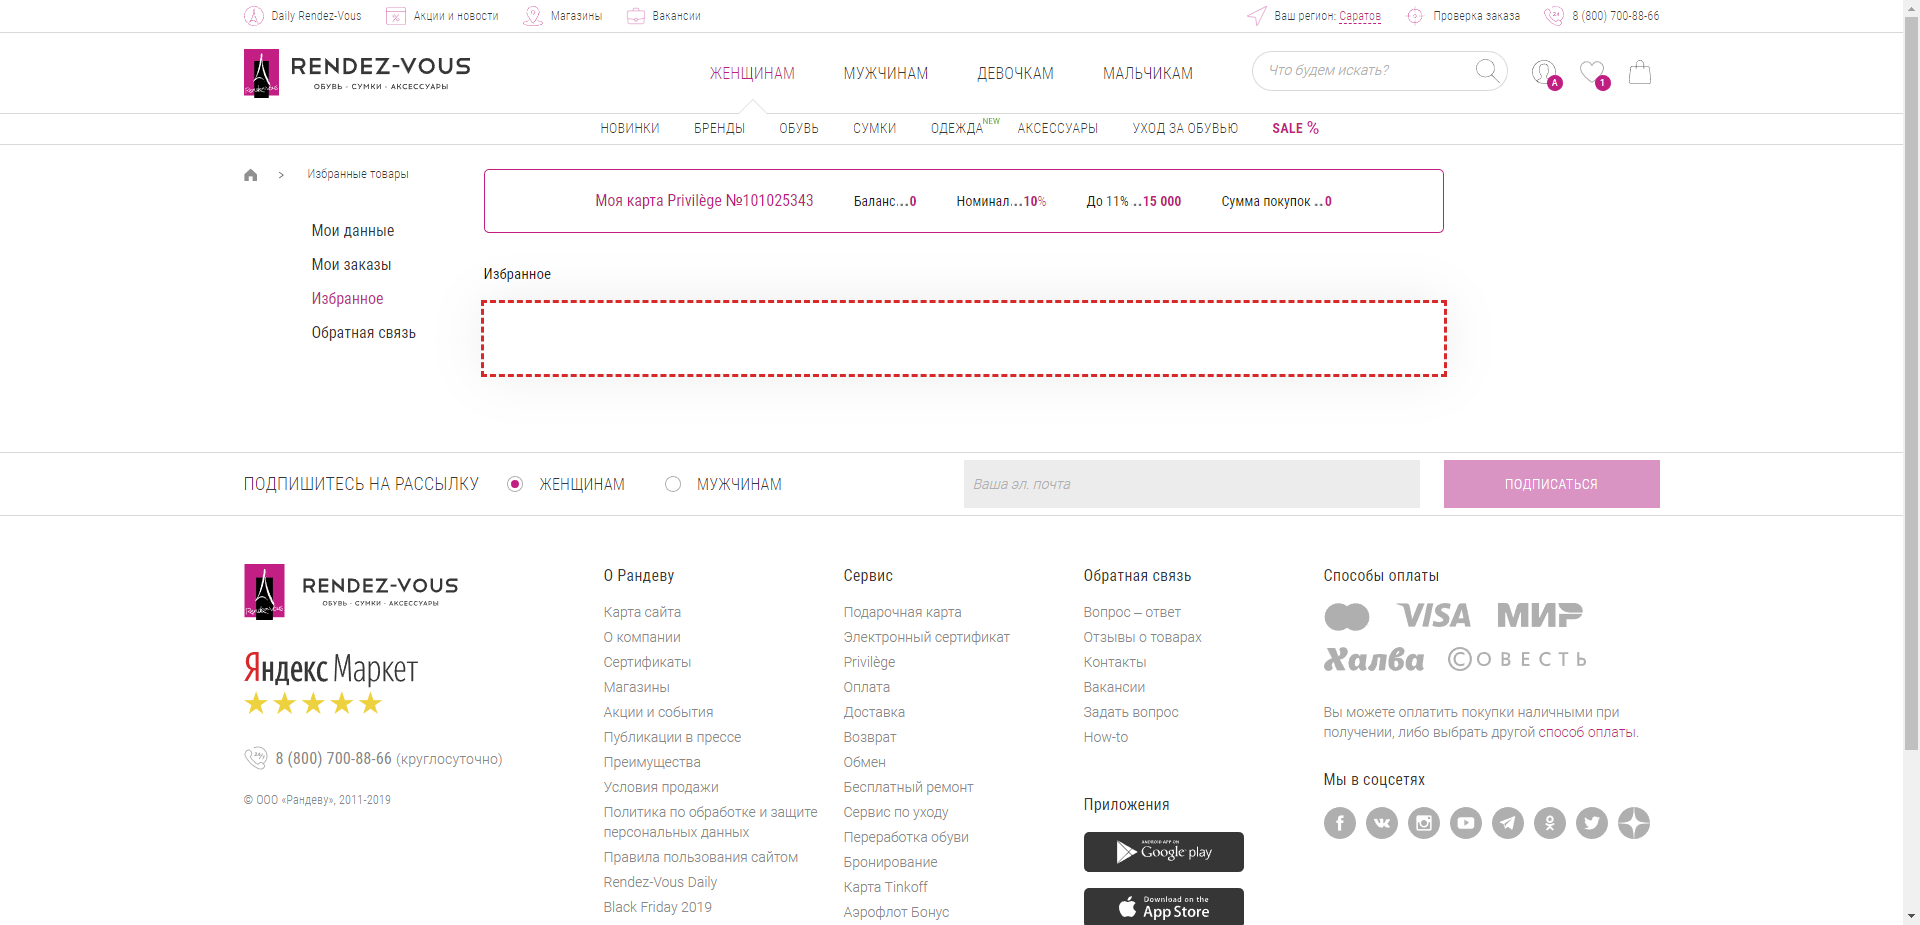 Daily Rendez-Vous Акции и новости Магазины Вакансии Ваш регион: Саратов Проверка заказа 8 (800) 700-88-66
RENDEZ-VOUS
ОБУВЬ · СУМКИ · АКСЕССУАРЫ
ЖЕНЩИНАМ МУЖЧИНАМ ДЕВОЧКАМ МАЛЬЧИКАМ
Что будем искать?
A 1
НОВИНКИ БРЕНДЫ ОБУВЬ СУМКИ ОДЕЖДА NEW АКСЕССУАРЫ УХОД ЗА ОБУВЬЮ SALE %
> Избранные товары
Моя карта Privilège №101025343 Баланс...0 Номинал...10% До 11% ..15 000 Сумма покупок ..0
Мои данные
Мои заказы
Избранное
Обратная связь
Избранное
ПОДПИШИТЕСЬ НА РАССЫЛКУ ЖЕНЩИНАМ МУЖЧИНАМ Ваша эл. почта ПОДПИСАТЬСЯ
Rendez-Vous
RENDEZ-VOUS
ОБУВЬ · СУМКИ · АКСЕССУАРЫ
Яндекс Маркет
8 (800) 700-88-66 (круглосуточно)
© ООО «Рандеву», 2011-2019
О Рандеву
Карта сайта
О компании
Сертификаты
Магазины
Акции и события
Публикации в прессе
Преимущества
Условия продажи
Политика по обработке и защите
персональных данных
Правила пользования сайтом
Rendez-Vous Daily
Black Friday 2019
Сервис
Подарочная карта
Электронный сертификат
Privilège
Оплата
Доставка
Возврат
Обмен
Бесплатный ремонт
Сервис по уходу
Переработка обуви
Бронирование
Карта Tinkoff
Аэрофлот Бонус
Обратная связь
Вопрос – ответ
Отзывы о товарах
Контакты
Вакансии
Задать вопрос
How-to
Приложения
ANDROID APP ON
Google play
Download on the
App Store
Способы оплаты
VISA МИР
Халва ©ОВЕСТЬ
Вы можете оплатить покупки наличными при
получении, либо выбрать другой способ оплаты.
Мы в соцсетях